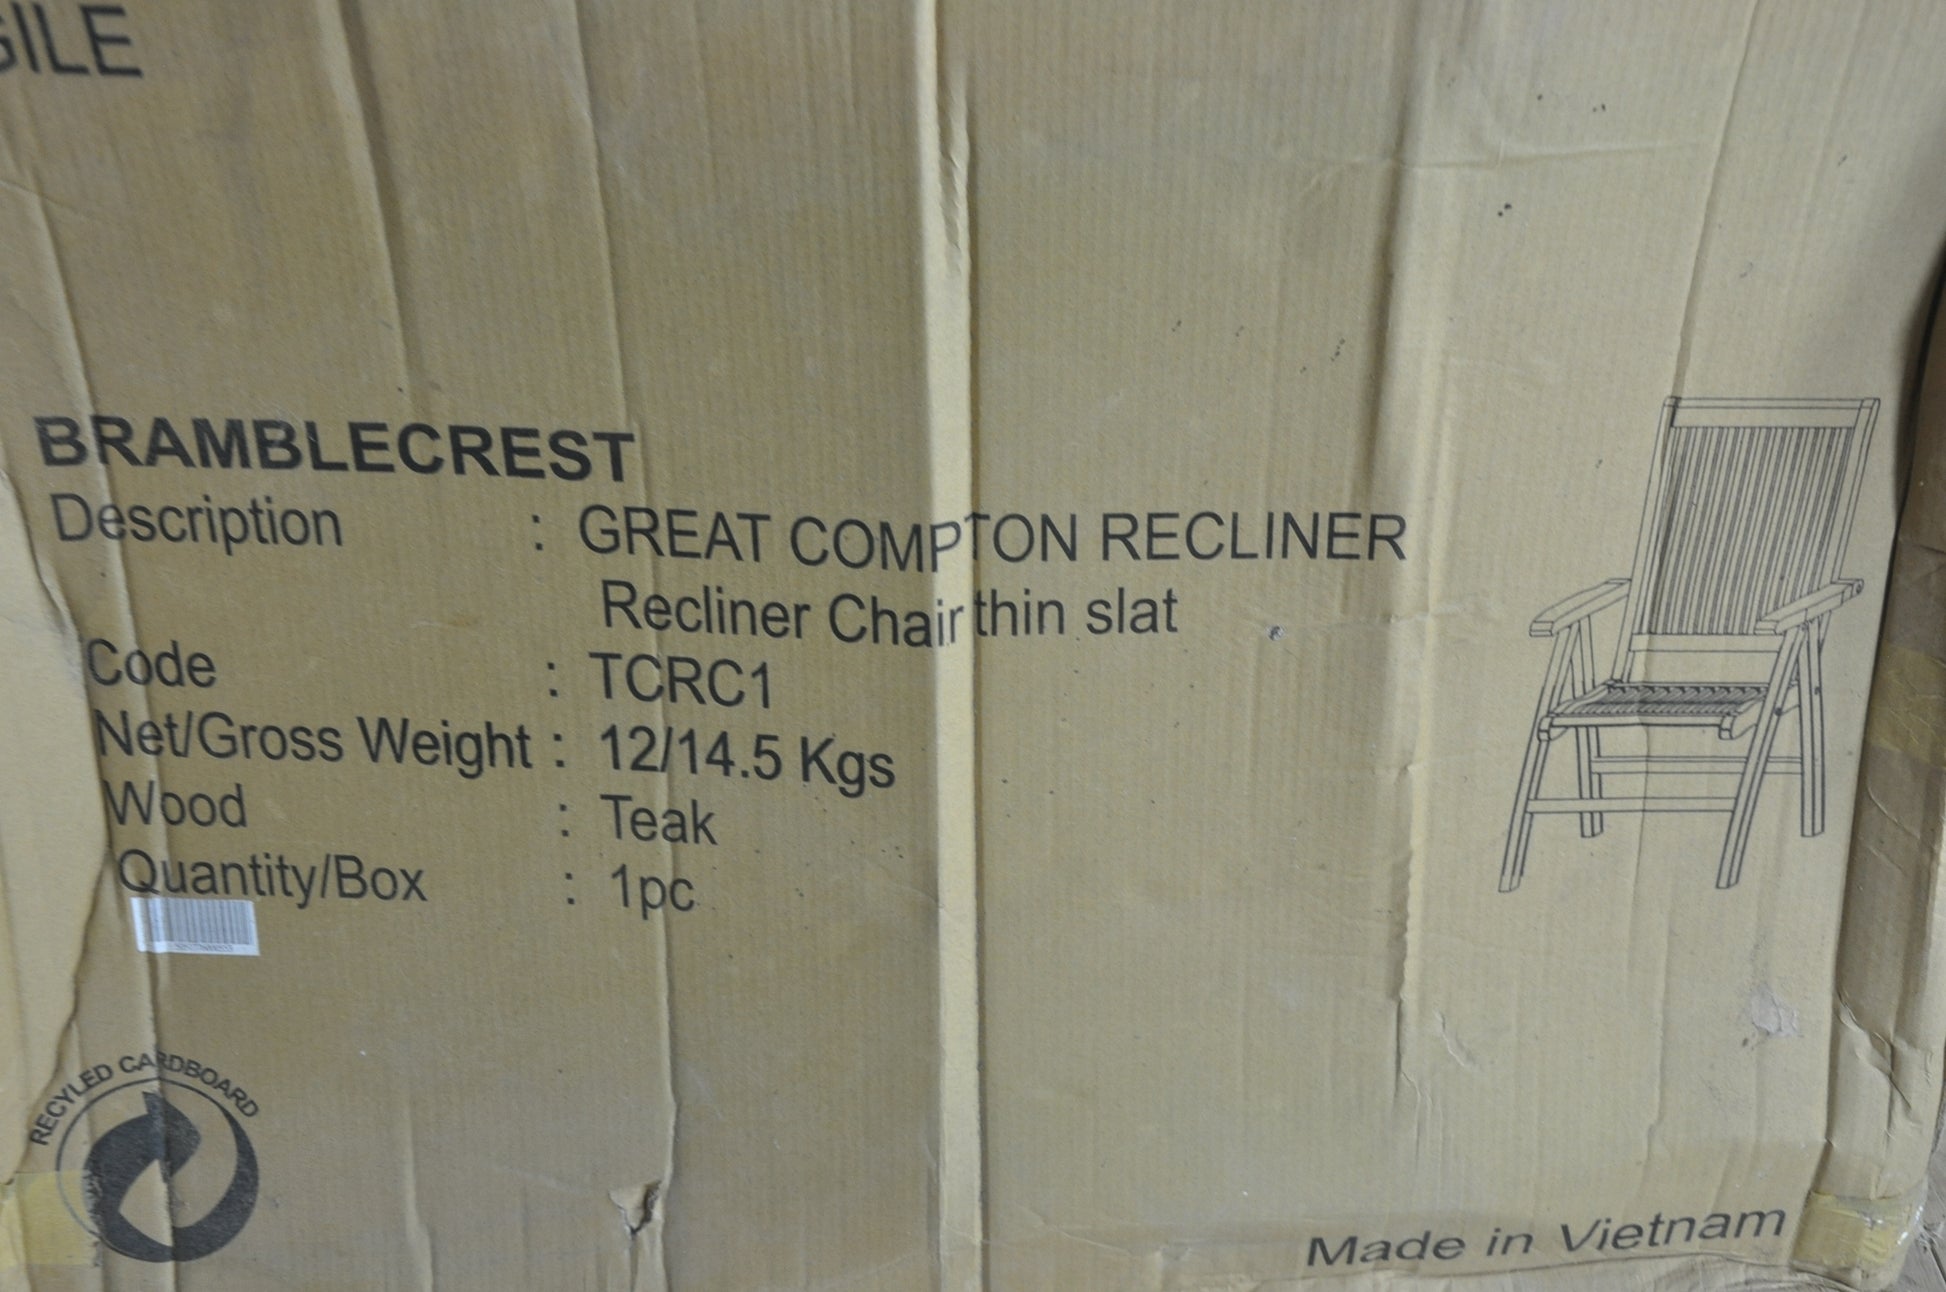 GILE
BRAMBLECREST
Description : GREAT COMPTON RECLINER
Recliner Chair thin slat
Code : TCRC1
Net/Gross Weight : 12/14.5 Kgs
Wood : Teak
Quantity/Box : 1pc
RECYLED CARDBOARD
Made in Vietnam